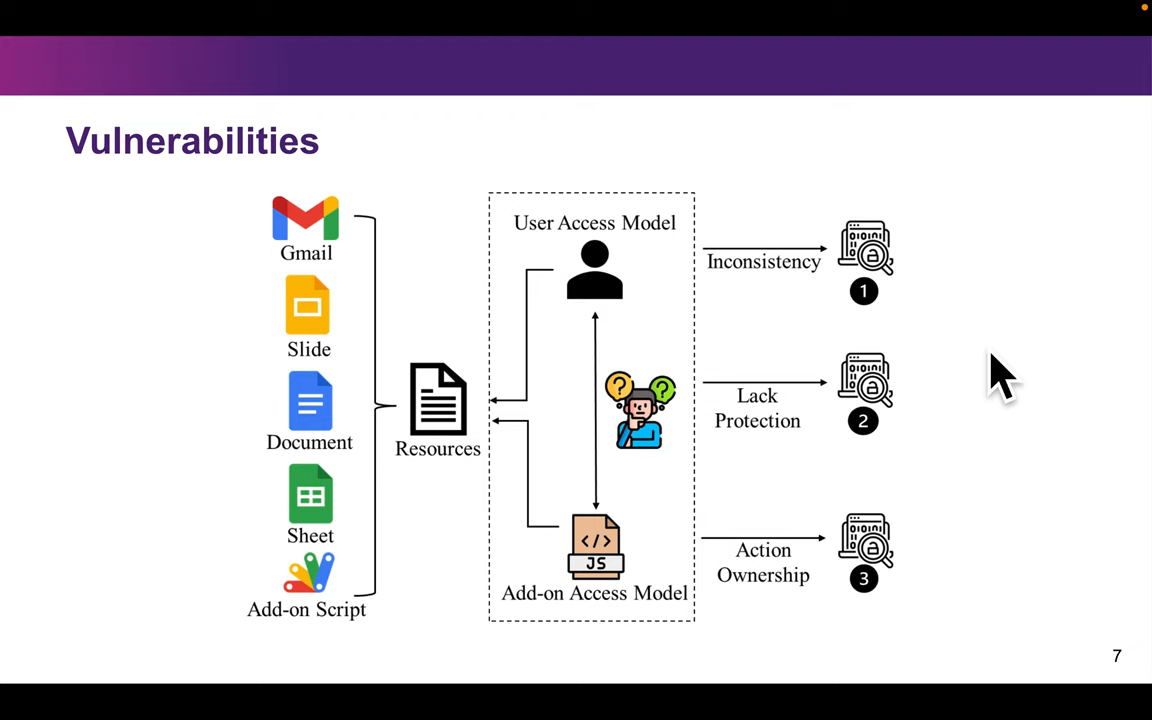 Vulnerabilities
Gmail
Slide
Document
Sheet
Add-on Script
Resources
User Access Model
?
?
</>
JS
Add-on Access Model
Inconsistency
1
Lack
Protection
2
Action
Ownership
3
7